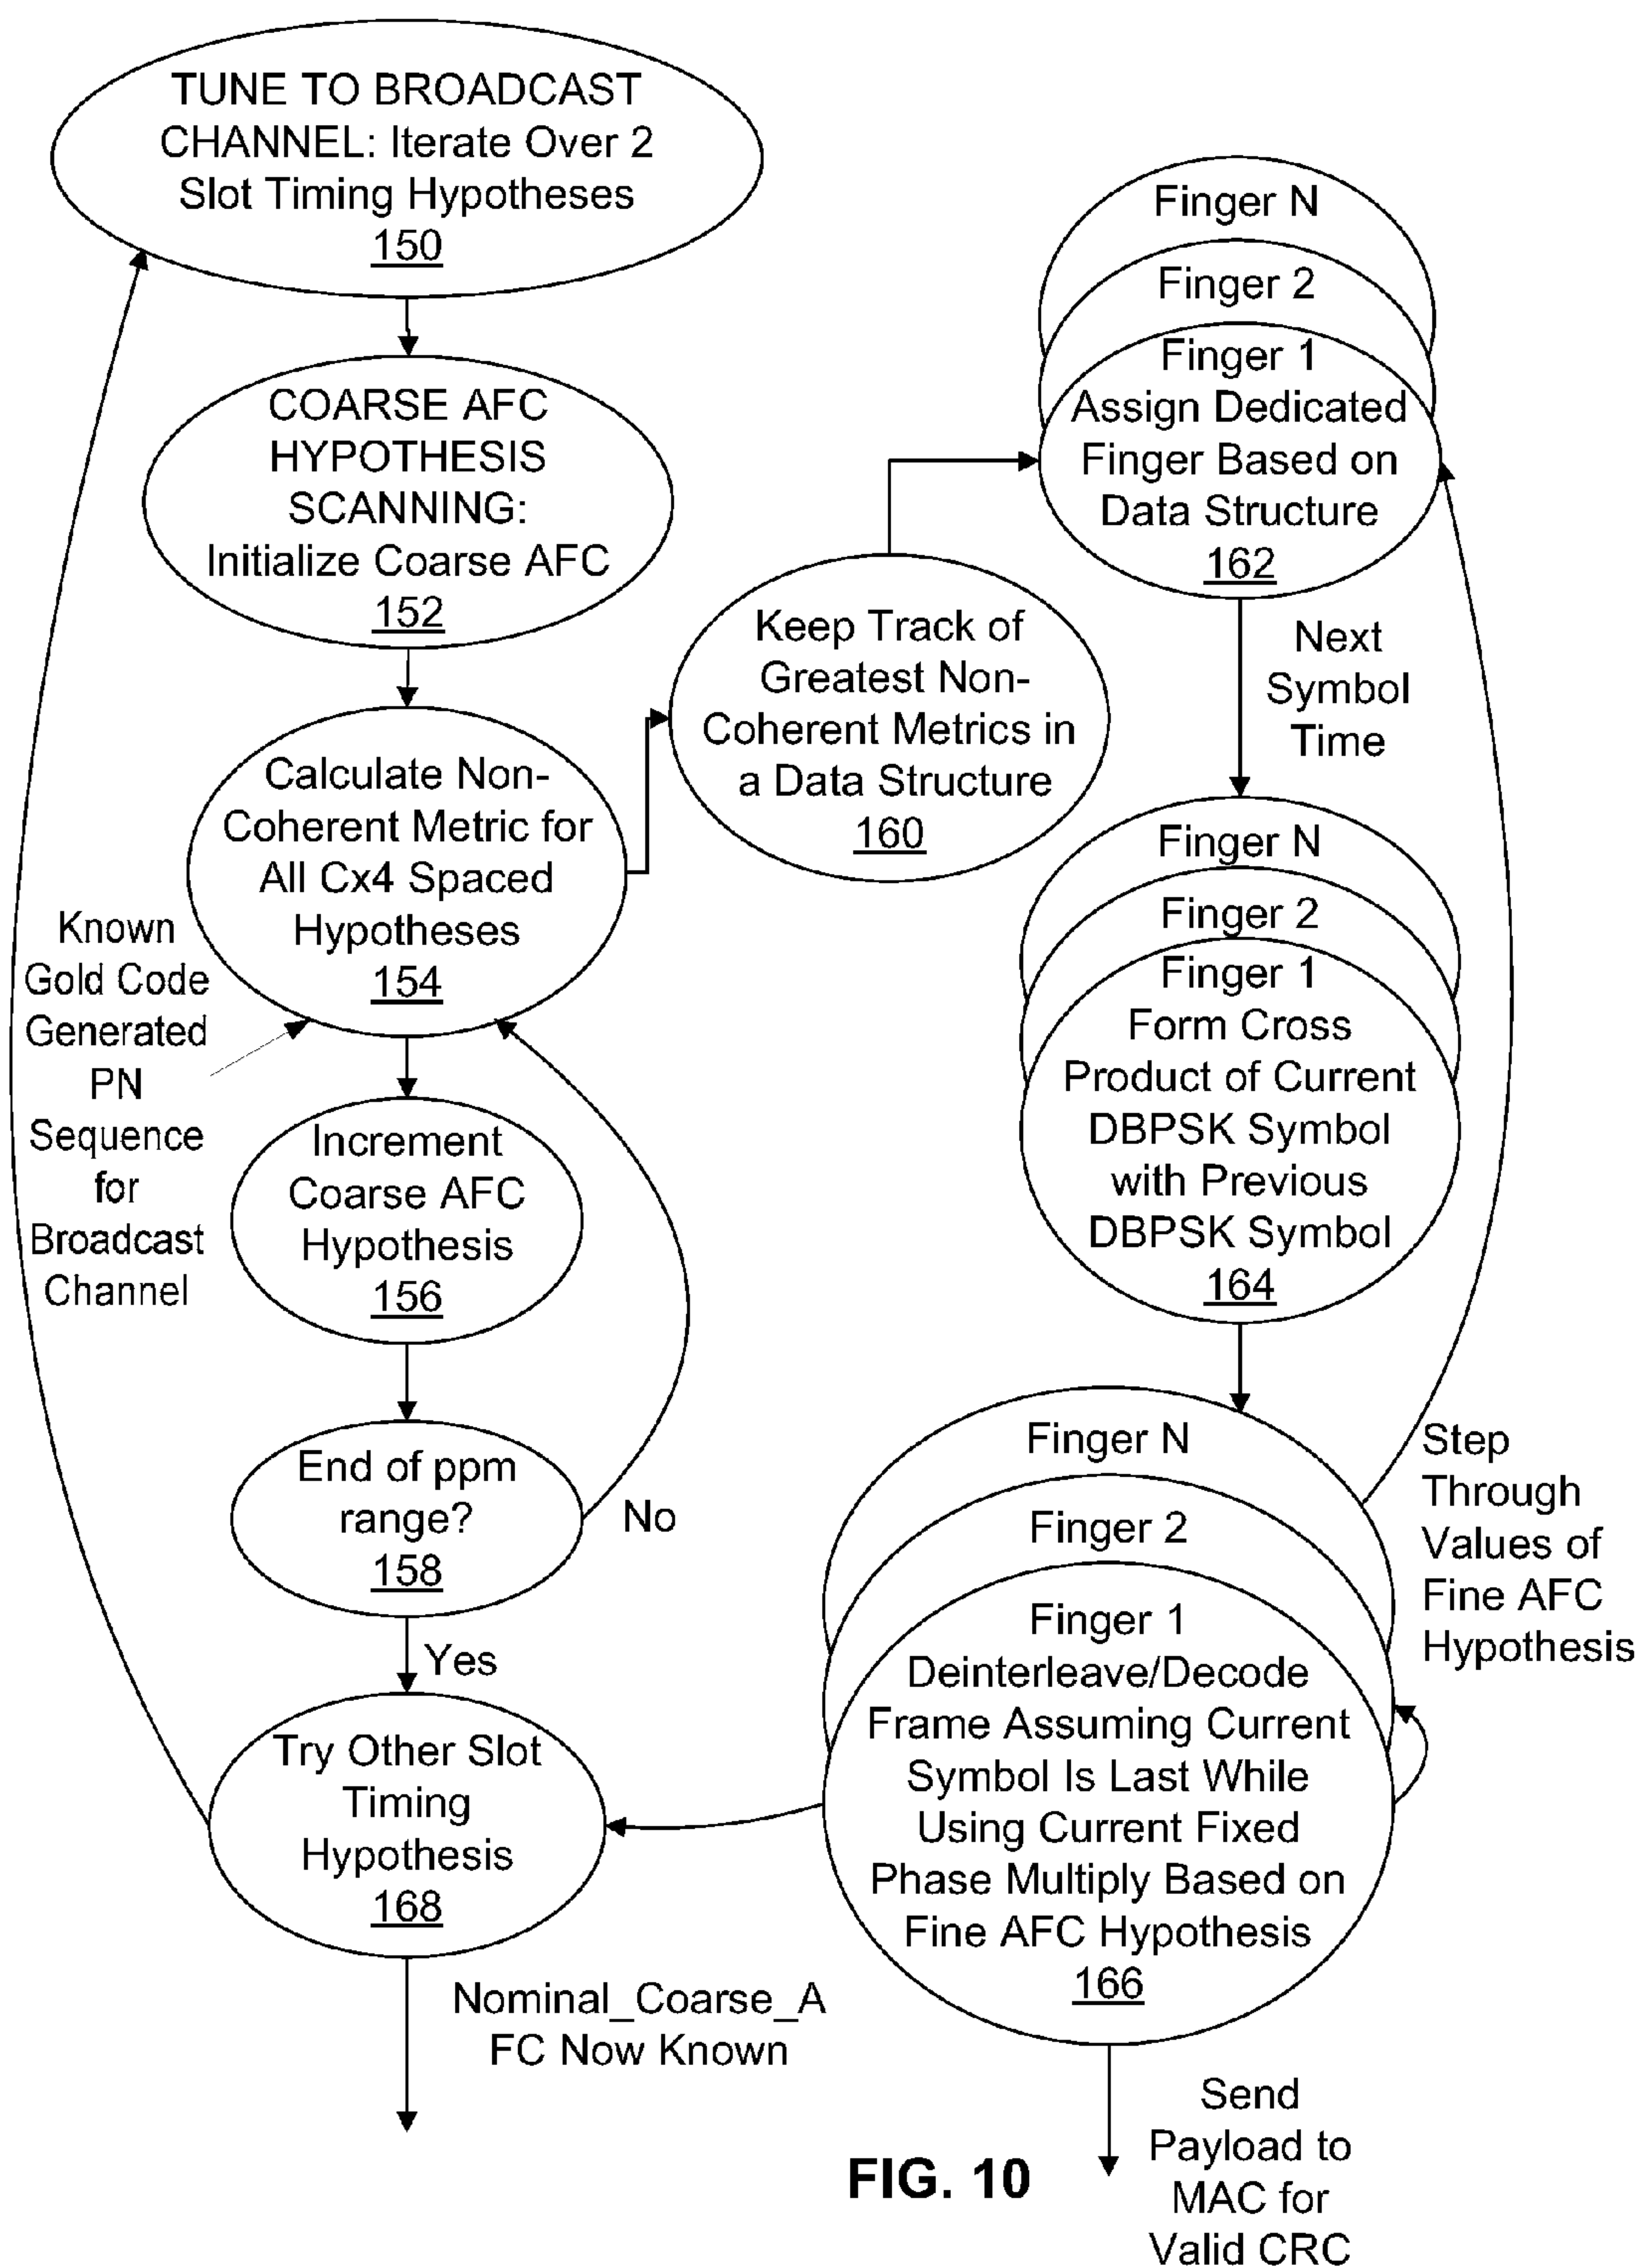 TUNE TO BROADCAST
CHANNEL: Iterate Over 2
Slot Timing Hypotheses
150
COARSE AFC
HYPOTHESIS
SCANNING:
Initialize Coarse AFC
152
Calculate Non-
Coherent Metric for
All Cx4 Spaced
Hypotheses
154
Known
Gold Code
Generated
PN
Sequence
for
Broadcast
Channel
Increment
Coarse AFC
Hypothesis
156
End of ppm
range?
158
No
Yes
Try Other Slot
Timing
Hypothesis
168
Nominal_Coarse_A
FC Now Known
Keep Track of
Greatest Non-
Coherent Metrics in
a Data Structure
160
Finger N
Finger 2
Finger 1
Assign Dedicated
Finger Based on
Data Structure
162
Next
Symbol
Time
Finger N
Finger 2
Finger 1
Form Cross
Product of Current
DBPSK Symbol
with Previous
DBPSK Symbol
164
Finger N
Finger 2
Finger 1
Deinterleave/Decode
Frame Assuming Current
Symbol Is Last While
Using Current Fixed
Phase Multiply Based on
Fine AFC Hypothesis
166
Step
Through
Values of
Fine AFC
Hypothesis
Send
Payload to
MAC for
Valid CRC
FIG. 10